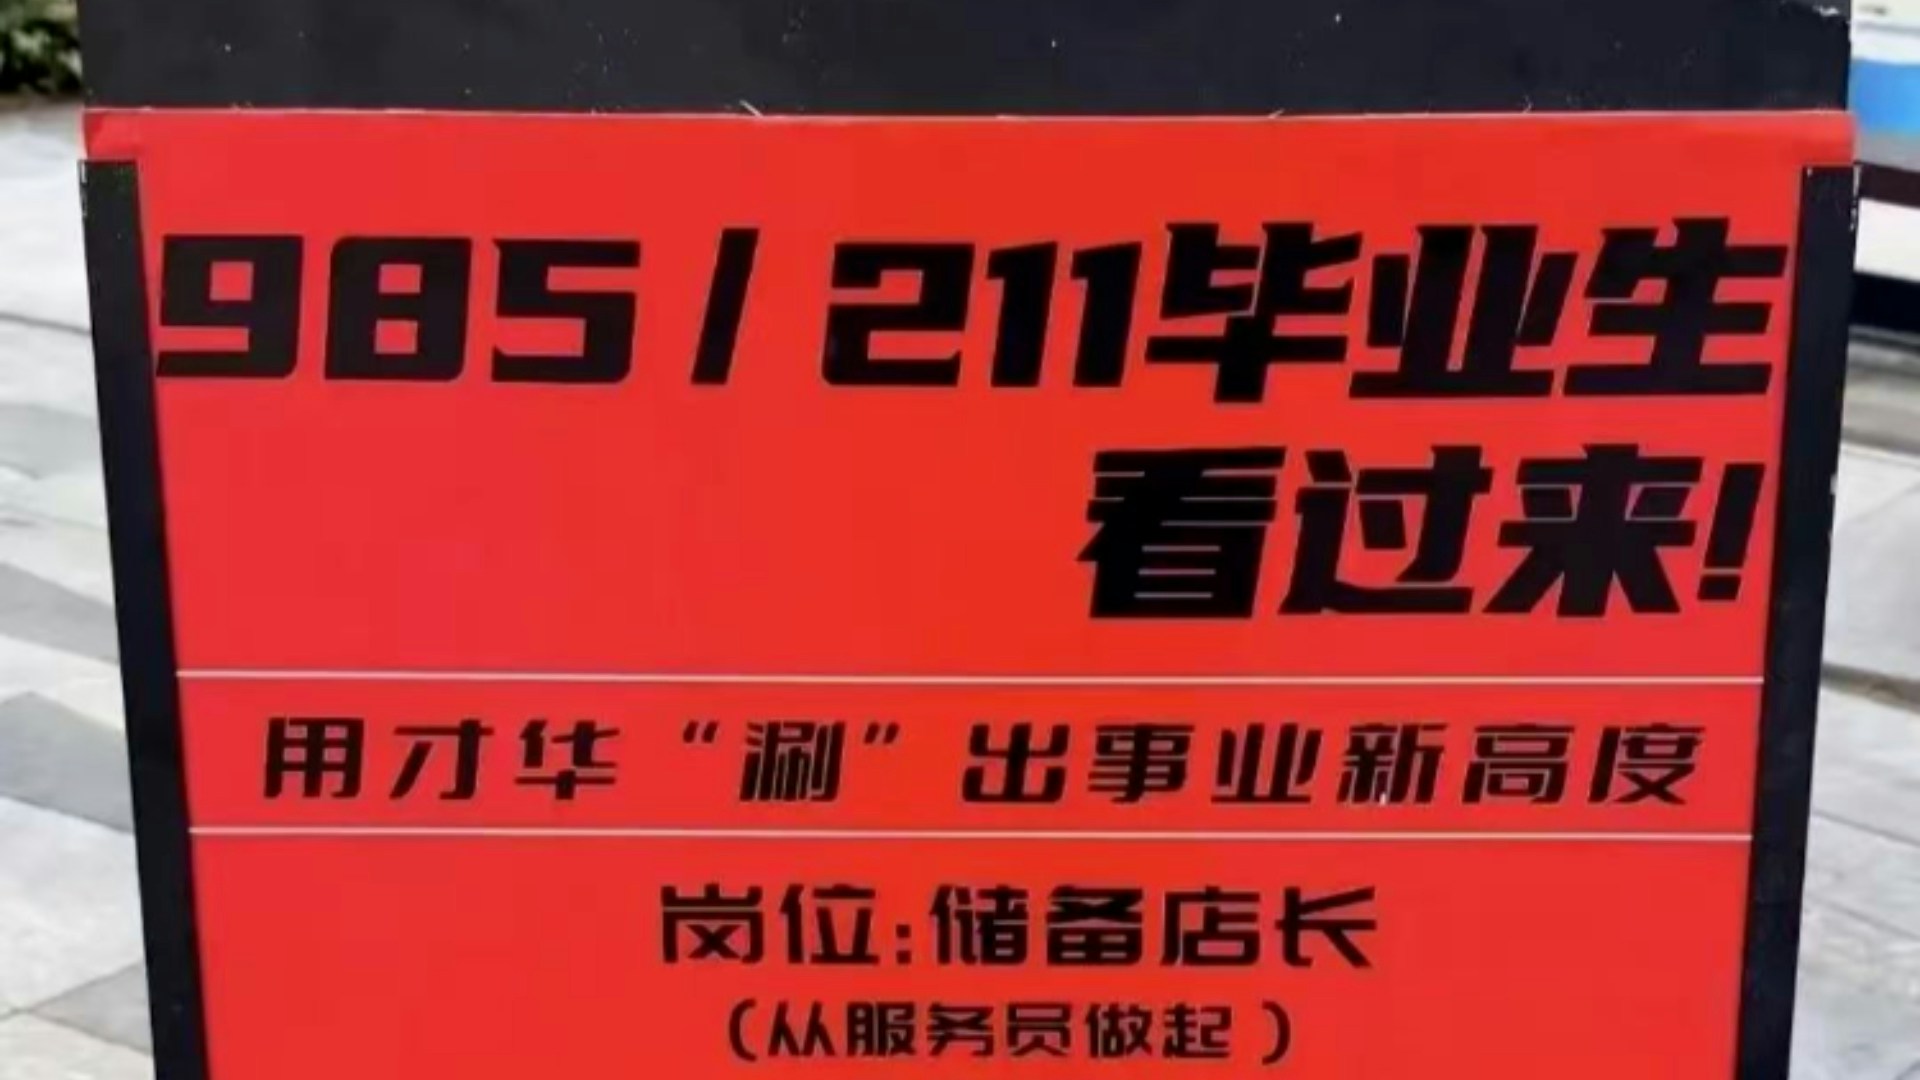 985/211毕业生
看过来!
用才华“涮”出事业新高度
岗位:储备店长
(从服务员做起)